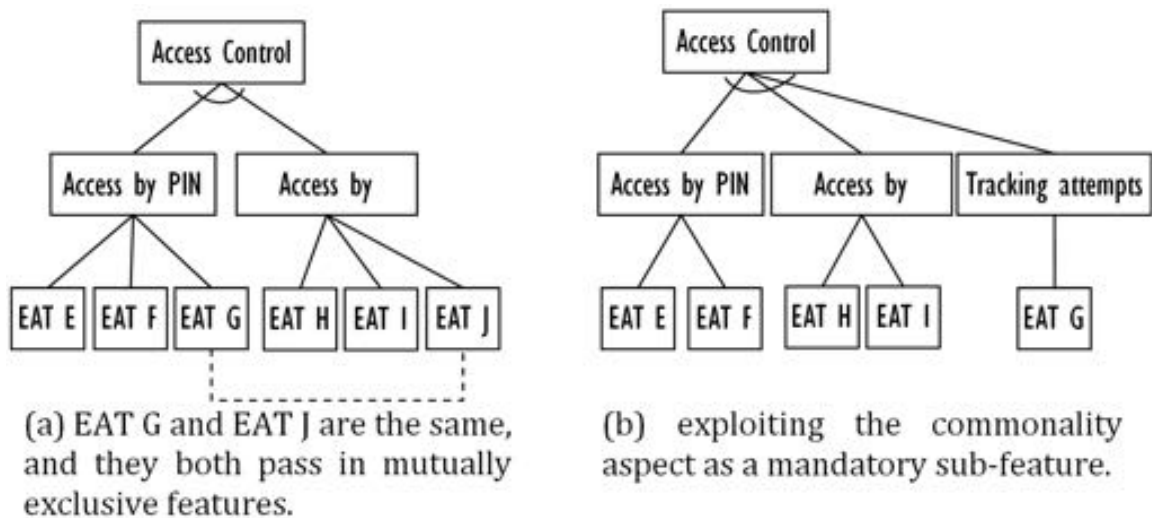 Access Control
Access by PIN
Access by
EAT E
EAT F
EAT G
EAT H
EAT I
EAT J
(a) EAT G and EAT J are the same,
and they both pass in mutually
exclusive features.
Access Control
Access by PIN
Access by
Tracking attempts
EAT E
EAT F
EAT H
EAT I
EAT G
(b) exploiting the commonality
aspect as a mandatory sub-feature.